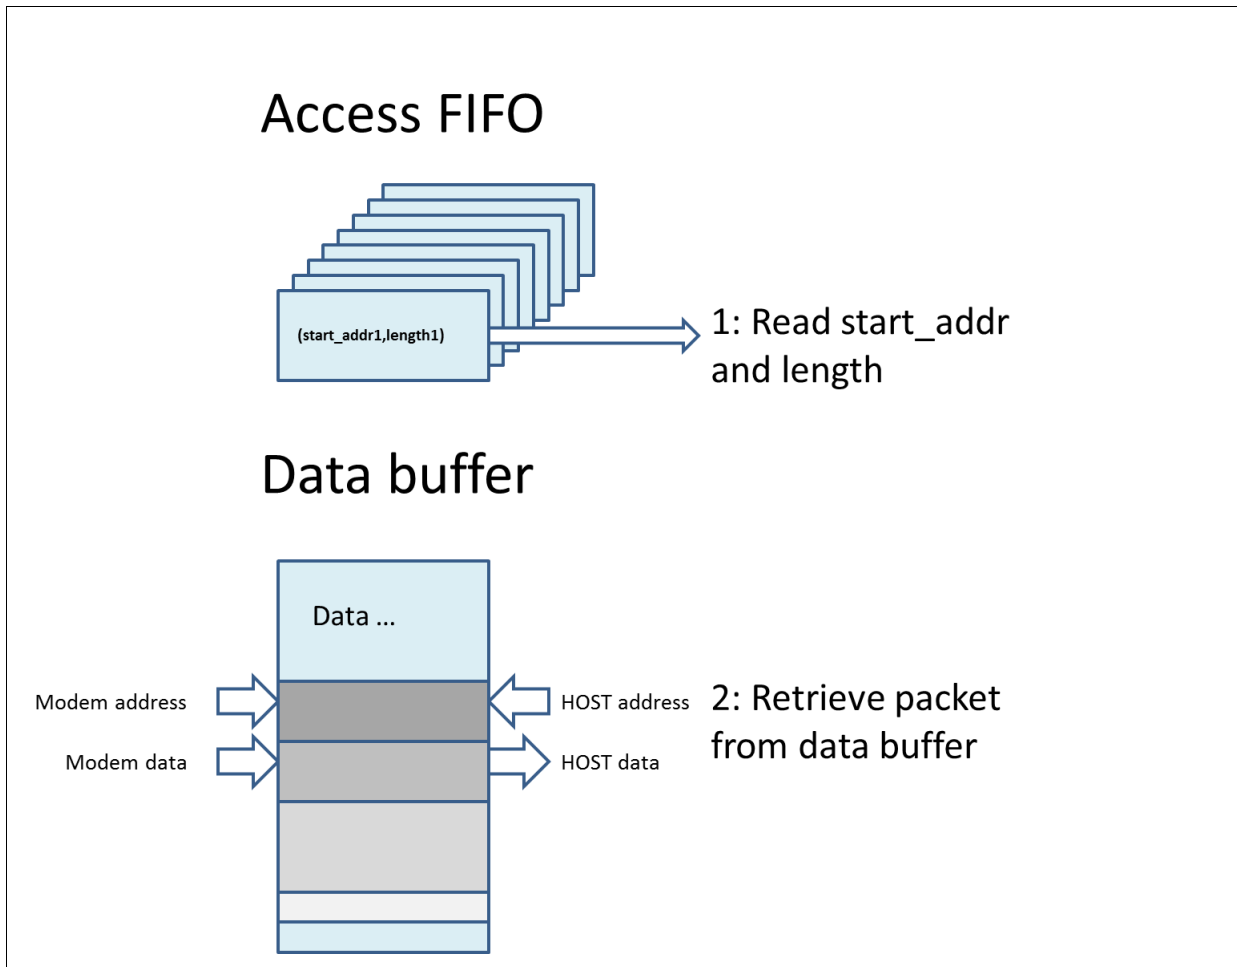 Access FIFO
(start_addr1,length1)
1: Read start_addr
and length
Data buffer
Data ...
Modem address
HOST address
2: Retrieve packet
from data buffer
Modem data
HOST data